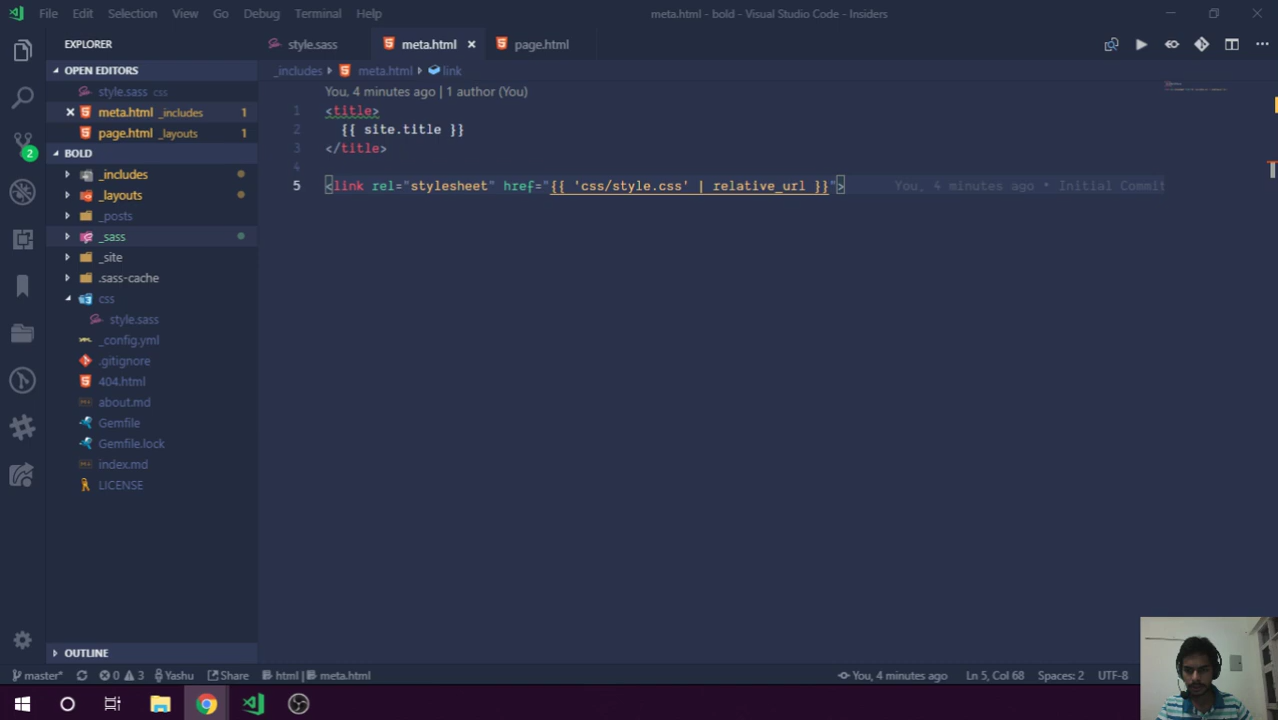 File Edit Selection View Go Debug Terminal Help
meta.html - bold - Visual Studio Code - Insiders
EXPLORER
OPEN EDITORS
style.sass css
meta.html _includes 1
page.html _layouts 1
BOLD
_includes
_layouts
_posts
_sass
_site
.sass-cache
css
style.sass
_config.yml
.gitignore
404.html
about.md
Gemfile
Gemfile.lock
index.md
LICENSE
OUTLINE
2
style.sass meta.html page.html
_includes meta.html link
You, 4 minutes ago | 1 author (You)
1 <title>
2 {{ site.title }}
3 </title>
4
5 <link rel="stylesheet" href="{{ 'css/style.css' | relative_url }}"> You, 4 minutes ago • Initial Commit
master* 0 3 Yashu Share html | meta.html You, 4 minutes ago Ln 5, Col 68 Spaces: 2 UTF-8